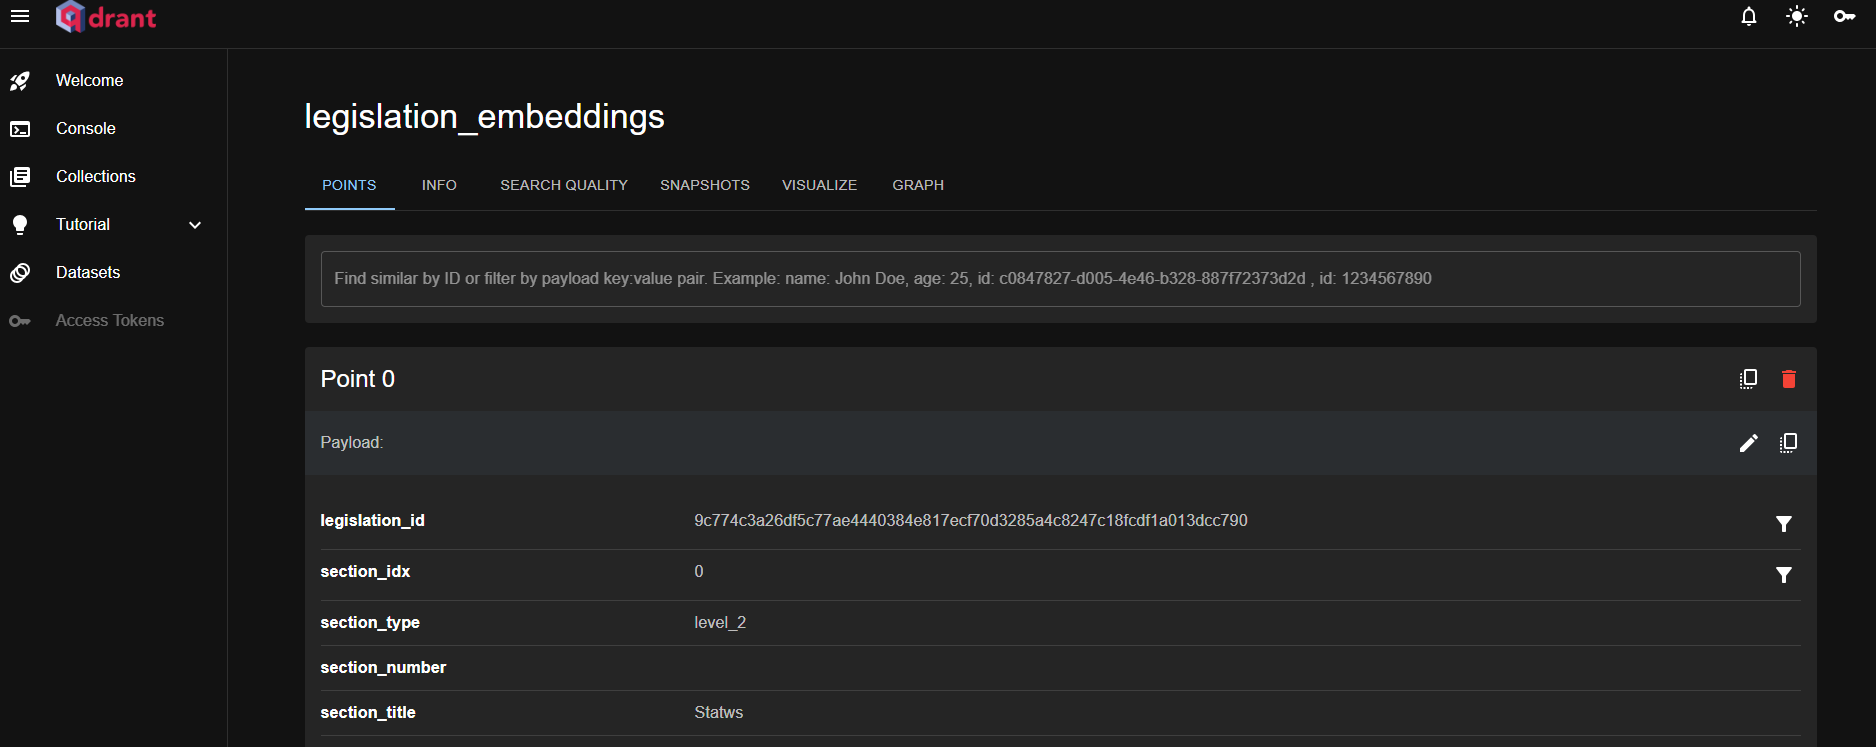 qdrant
Welcome
Console
Collections
Tutorial
Datasets
Access Tokens
legislation_embeddings
POINTS INFO SEARCH QUALITY SNAPSHOTS VISUALIZE GRAPH
Find similar by ID or filter by payload key:value pair. Example: name: John Doe, age: 25, id: c0847827-d005-4e46-b328-887f72373d2d , id: 1234567890
Point 0
Payload:
legislation_id 9c774c3a26df5c77ae4440384e817ecf70d3285a4c8247c18fcdf1a013dcc790
section_idx 0
section_type level_2
section_number
section_title Statws